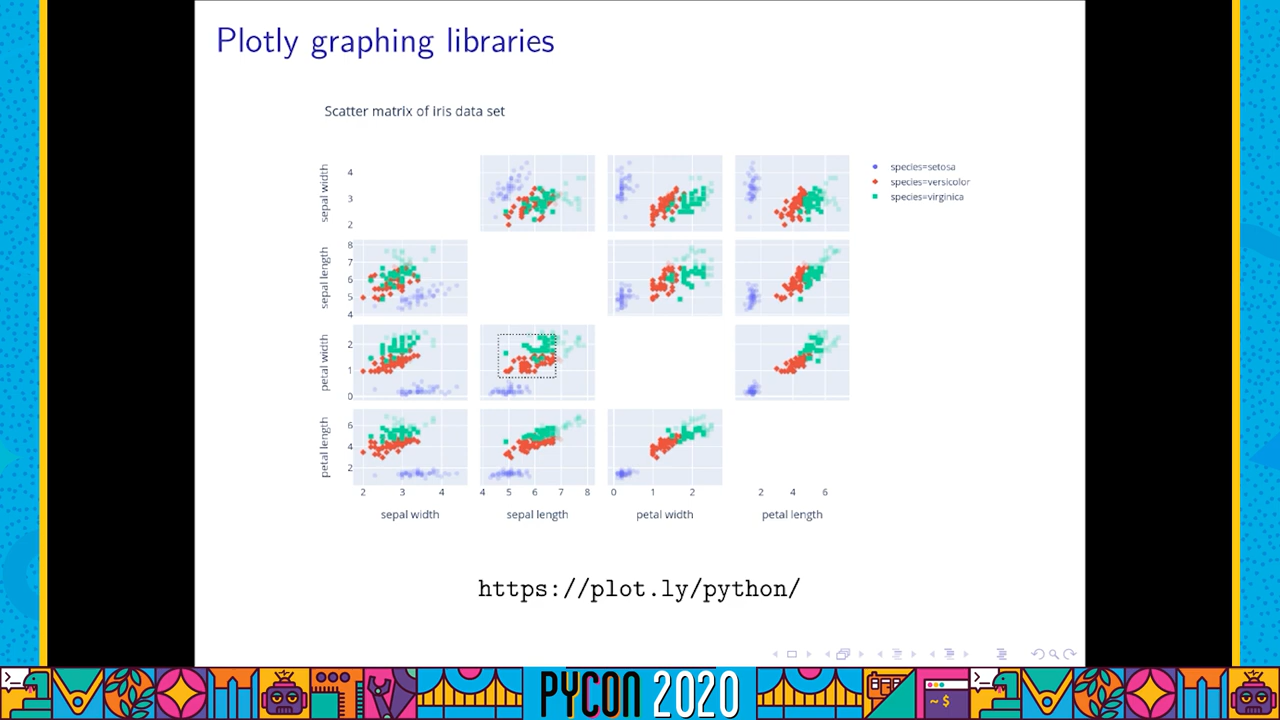 Plotly graphing libraries
Scatter matrix of iris data set
species=setosa
species=versicolor
species=virginica
sepal width
4
3
2
sepal length
8
7
6
5
4
petal width
2
1
0
petal length
6
4
2
2 3 4
4 5 6 7 8
0 1 2
2 4 6
sepal width
sepal length
petal width
petal length
https://plot.ly/python/
PYCON 2020
~$